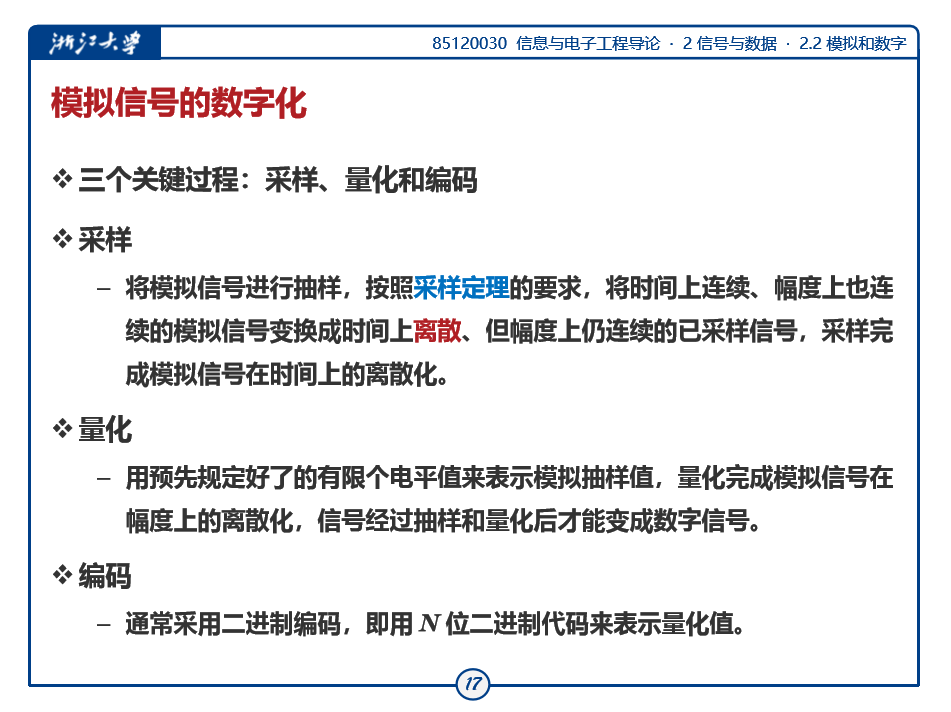 浙江大学
85120030 信息与电子工程导论 · 2 信号与数据 · 2.2 模拟和数字
模拟信号的数字化
❖ 三个关键过程：采样、量化和编码
❖ 采样
– 将模拟信号进行抽样，按照采样定理的要求，将时间上连续、幅度上也连
续的模拟信号变换成时间上离散、但幅度上仍连续的已采样信号，采样完
成模拟信号在时间上的离散化。
❖ 量化
– 用预先规定好了的有限个电平值来表示模拟抽样值，量化完成模拟信号在
幅度上的离散化，信号经过抽样和量化后才能变成数字信号。
❖ 编码
– 通常采用二进制编码，即用 N 位二进制代码来表示量化值。
17